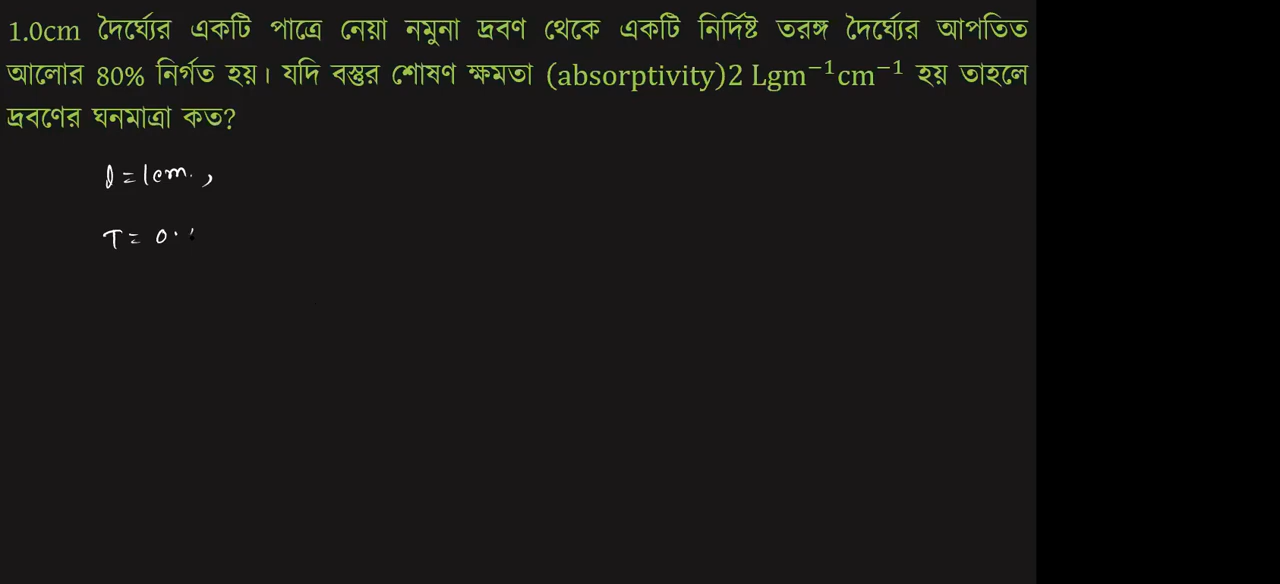 1.0cm দৈর্ঘ্যের একটি পাত্রে নেয়া নমুনা দ্রবণ থেকে একটি নির্দিষ্ট তরঙ্গ দৈর্ঘ্যের আপতিত
আলোর 80% নির্গত হয়। যদি বস্তুর শোষণ ক্ষমতা (absorptivity)2 Lgm⁻¹cm⁻¹ হয় তাহলে
দ্রবণের ঘনমাত্রা কত?
l = 1cm. ,
T = 0.